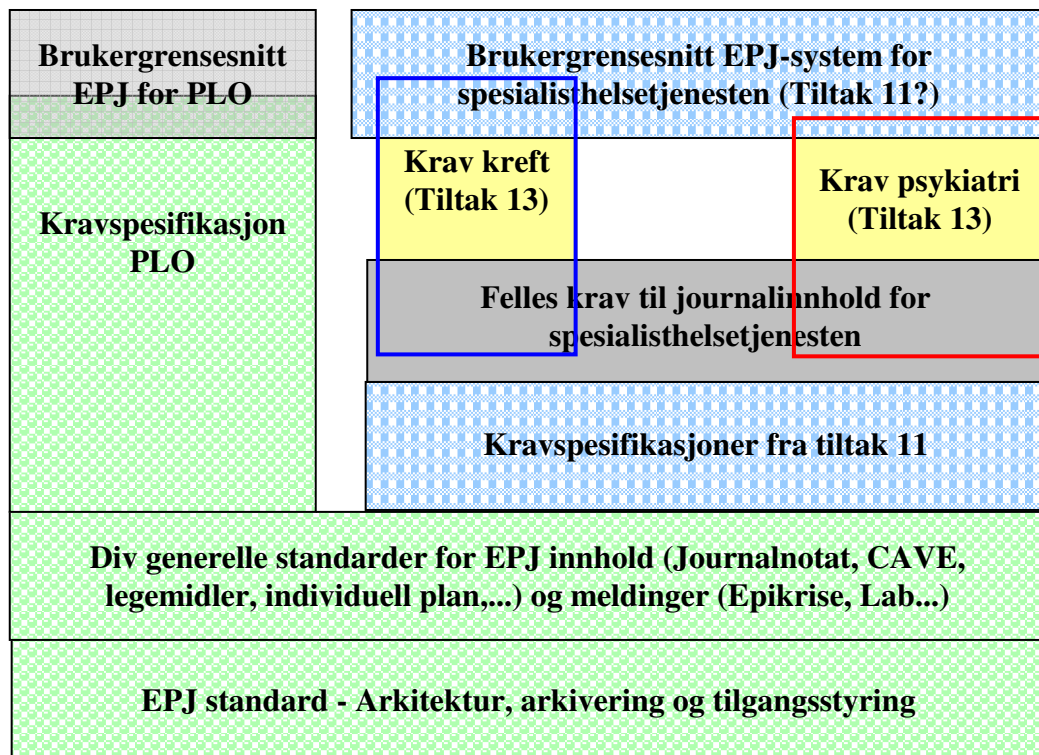 Brukergrensesnitt
EPJ for PLO
Brukergrensesnitt EPJ-system for
spesialisthelsetjenesten (Tiltak 11?)
Krav kreft
(Tiltak 13)
Krav psykiatri
(Tiltak 13)
Kravspesifikasjon
PLO
Felles krav til journalinnhold for
spesialisthelsetjenesten
Kravspesifikasjoner fra tiltak 11
Div generelle standarder for EPJ innhold (Journalnotat, CAVE,
legemidler, individuell plan,...) og meldinger (Epikrise, Lab...)
EPJ standard - Arkitektur, arkivering og tilgangsstyring